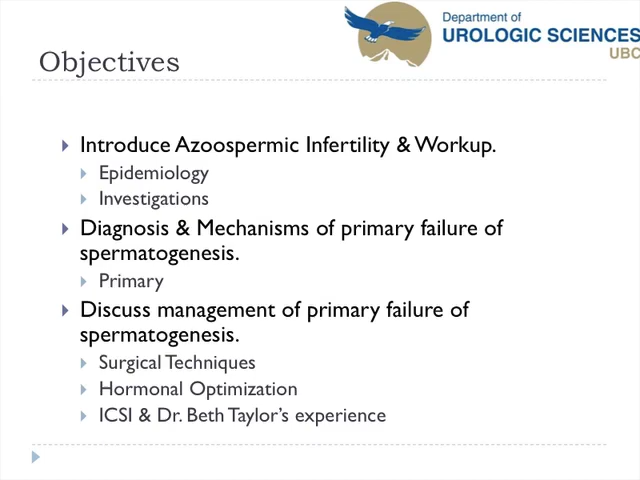 Department of
UROLOGIC SCIENCES
UBC
Objectives
Introduce Azoospermic Infertility & Workup.
Epidemiology
Investigations
Diagnosis & Mechanisms of primary failure of
spermatogenesis.
Primary
Discuss management of primary failure of
spermatogenesis.
Surgical Techniques
Hormonal Optimization
ICSI & Dr. Beth Taylor's experience